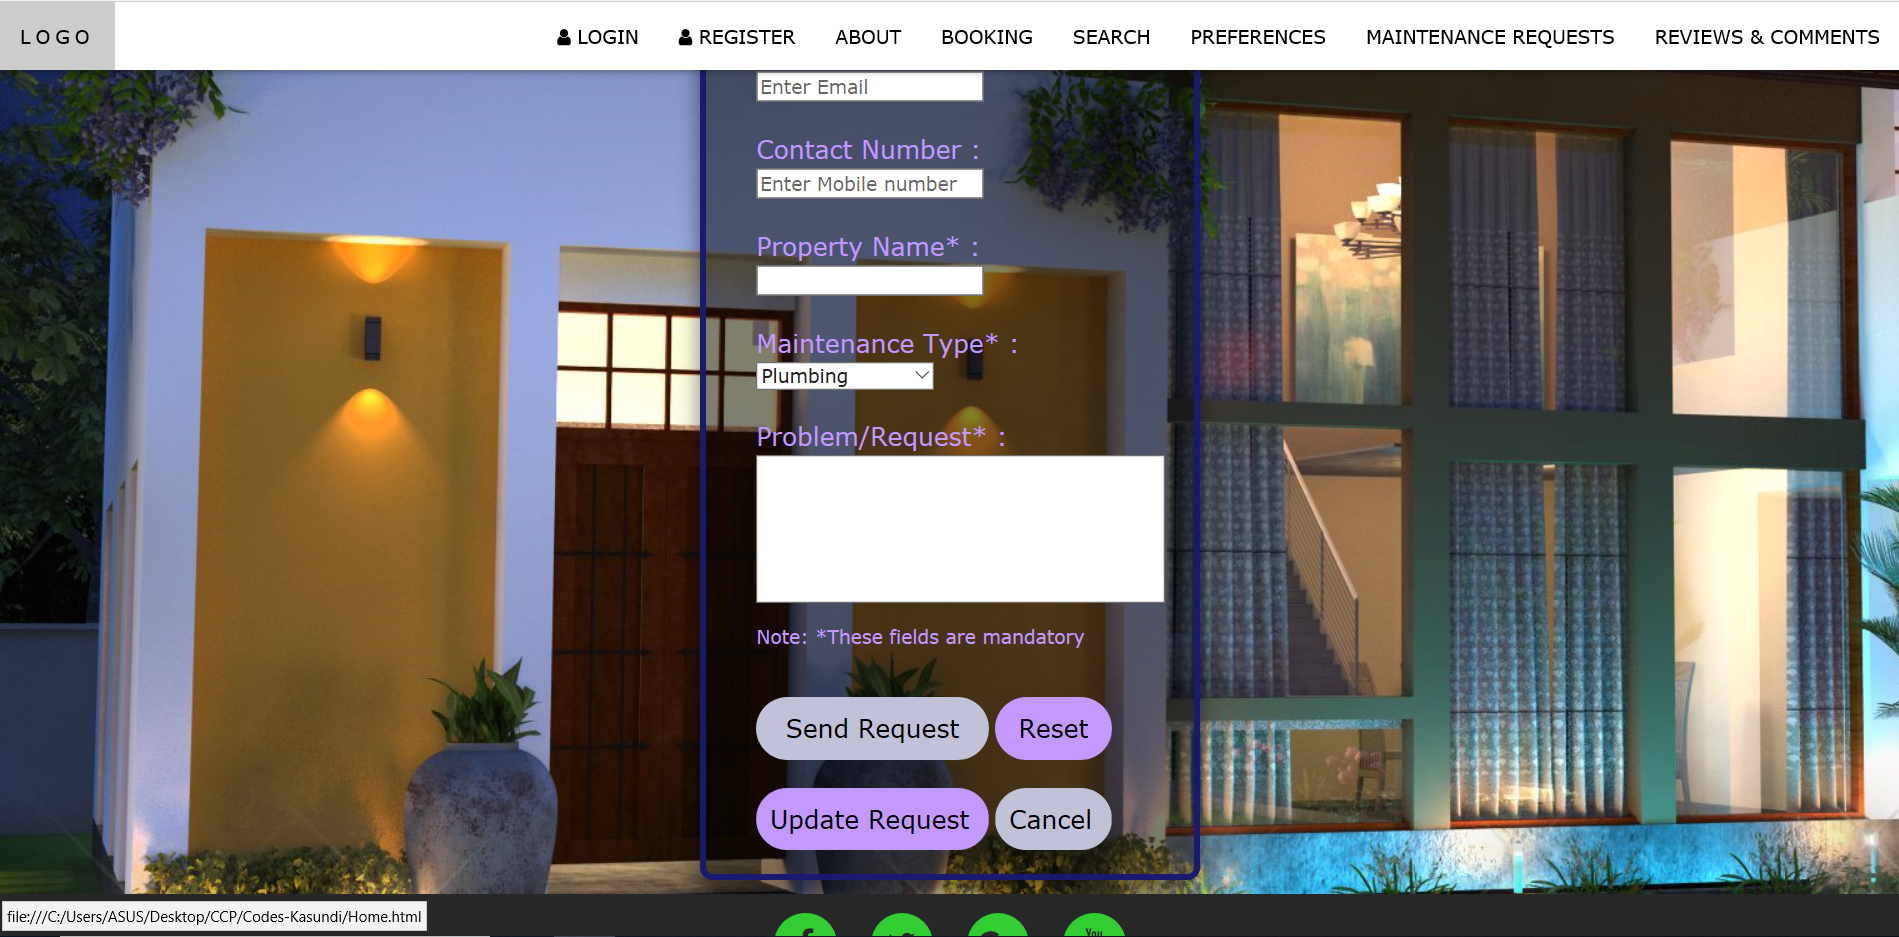 LOGO
LOGIN REGISTER ABOUT BOOKING SEARCH PREFERENCES MAINTENANCE REQUESTS REVIEWS & COMMENTS
Enter Email
Contact Number :
Enter Mobile number
Property Name* :
Maintenance Type* :
Plumbing
Problem/Request* :
Note: *These fields are mandatory
Send Request Reset
Update Request Cancel
file:///C:/Users/ASUS/Desktop/CCP/Codes-Kasundi/Home.html
You